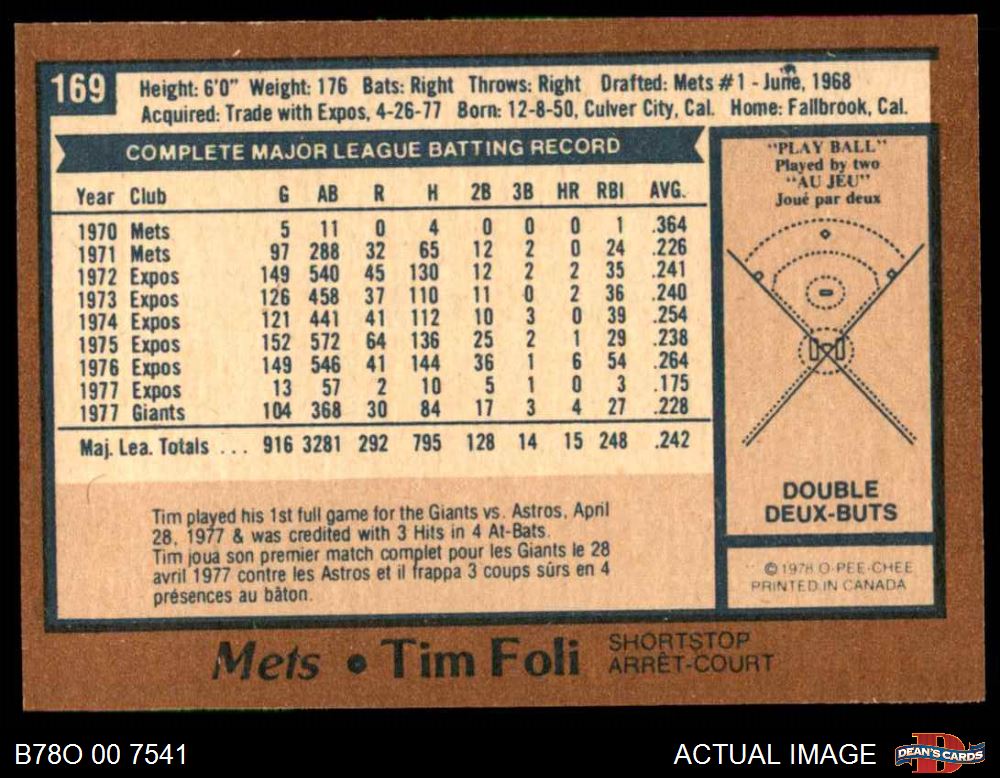 169
Height: 6'0" Weight: 176 Bats: Right Throws: Right Drafted: Mets #1 - June, 1968
Acquired: Trade with Expos, 4-26-77 Born: 12-8-50, Culver City, Cal. Home: Fallbrook, Cal.
COMPLETE MAJOR LEAGUE BATTING RECORD
Year Club G AB R H 2B 3B HR RBI AVG.
1970 Mets 5 11 0 4 0 0 0 1 .364
1971 Mets 97 288 32 65 12 2 0 24 .226
1972 Expos 149 540 45 130 12 2 2 35 .241
1973 Expos 126 458 37 110 11 0 2 36 .240
1974 Expos 121 441 41 112 10 3 0 39 .254
1975 Expos 152 572 64 136 25 2 1 29 .238
1976 Expos 149 546 41 144 36 1 6 54 .264
1977 Expos 13 57 2 10 5 1 0 3 .175
1977 Giants 104 368 30 84 17 3 4 27 .228
Maj. Lea. Totals ... 916 3281 292 795 128 14 15 248 .242
Tim played his 1st full game for the Giants vs. Astros, April
28, 1977 & was credited with 3 Hits in 4 At-Bats.
Tim joua son premier match complet pour les Giants le 28
avril 1977 contre les Astros et il frappa 3 coups sûrs en 4
présences au bâton.
"PLAY BALL"
Played by two
"AU JEU"
Joué par deux
DOUBLE
DEUX-BUTS
© 1978 O-PEE-CHEE
PRINTED IN CANADA
Mets • Tim Foli SHORTSTOP
ARRÊT-COURT
B78O 00 7541
ACTUAL IMAGE
DEAN'S CARDS